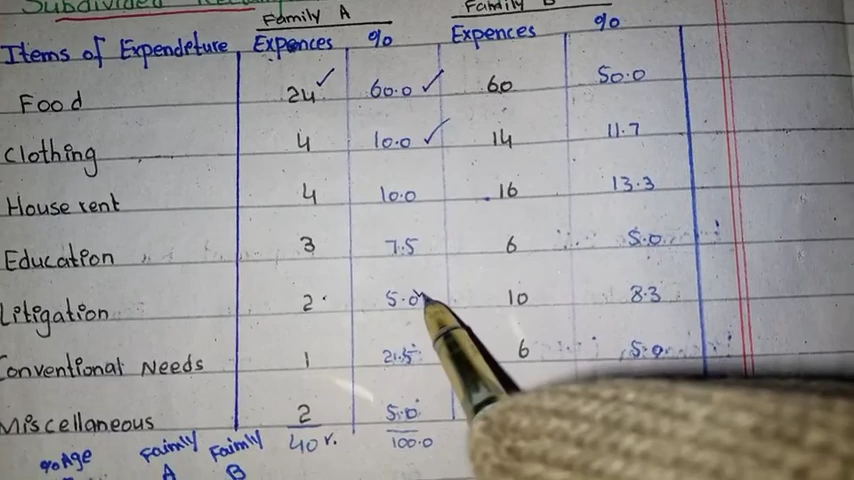 Subdivided
Family A Family B
Items of Expendeture Expences % Expences %
Food 24 60.0 60 50.0
Clothing 4 10.0 14 11.7
House rent 4 10.0 16 13.3
Education 3 7.5 6 5.0
Litigation 2 5.0 10 8.3
Conventional Needs 1 6 5.0
Miscellaneous 2 5.0
40 100.0
%Age Faimly Faimly
A B